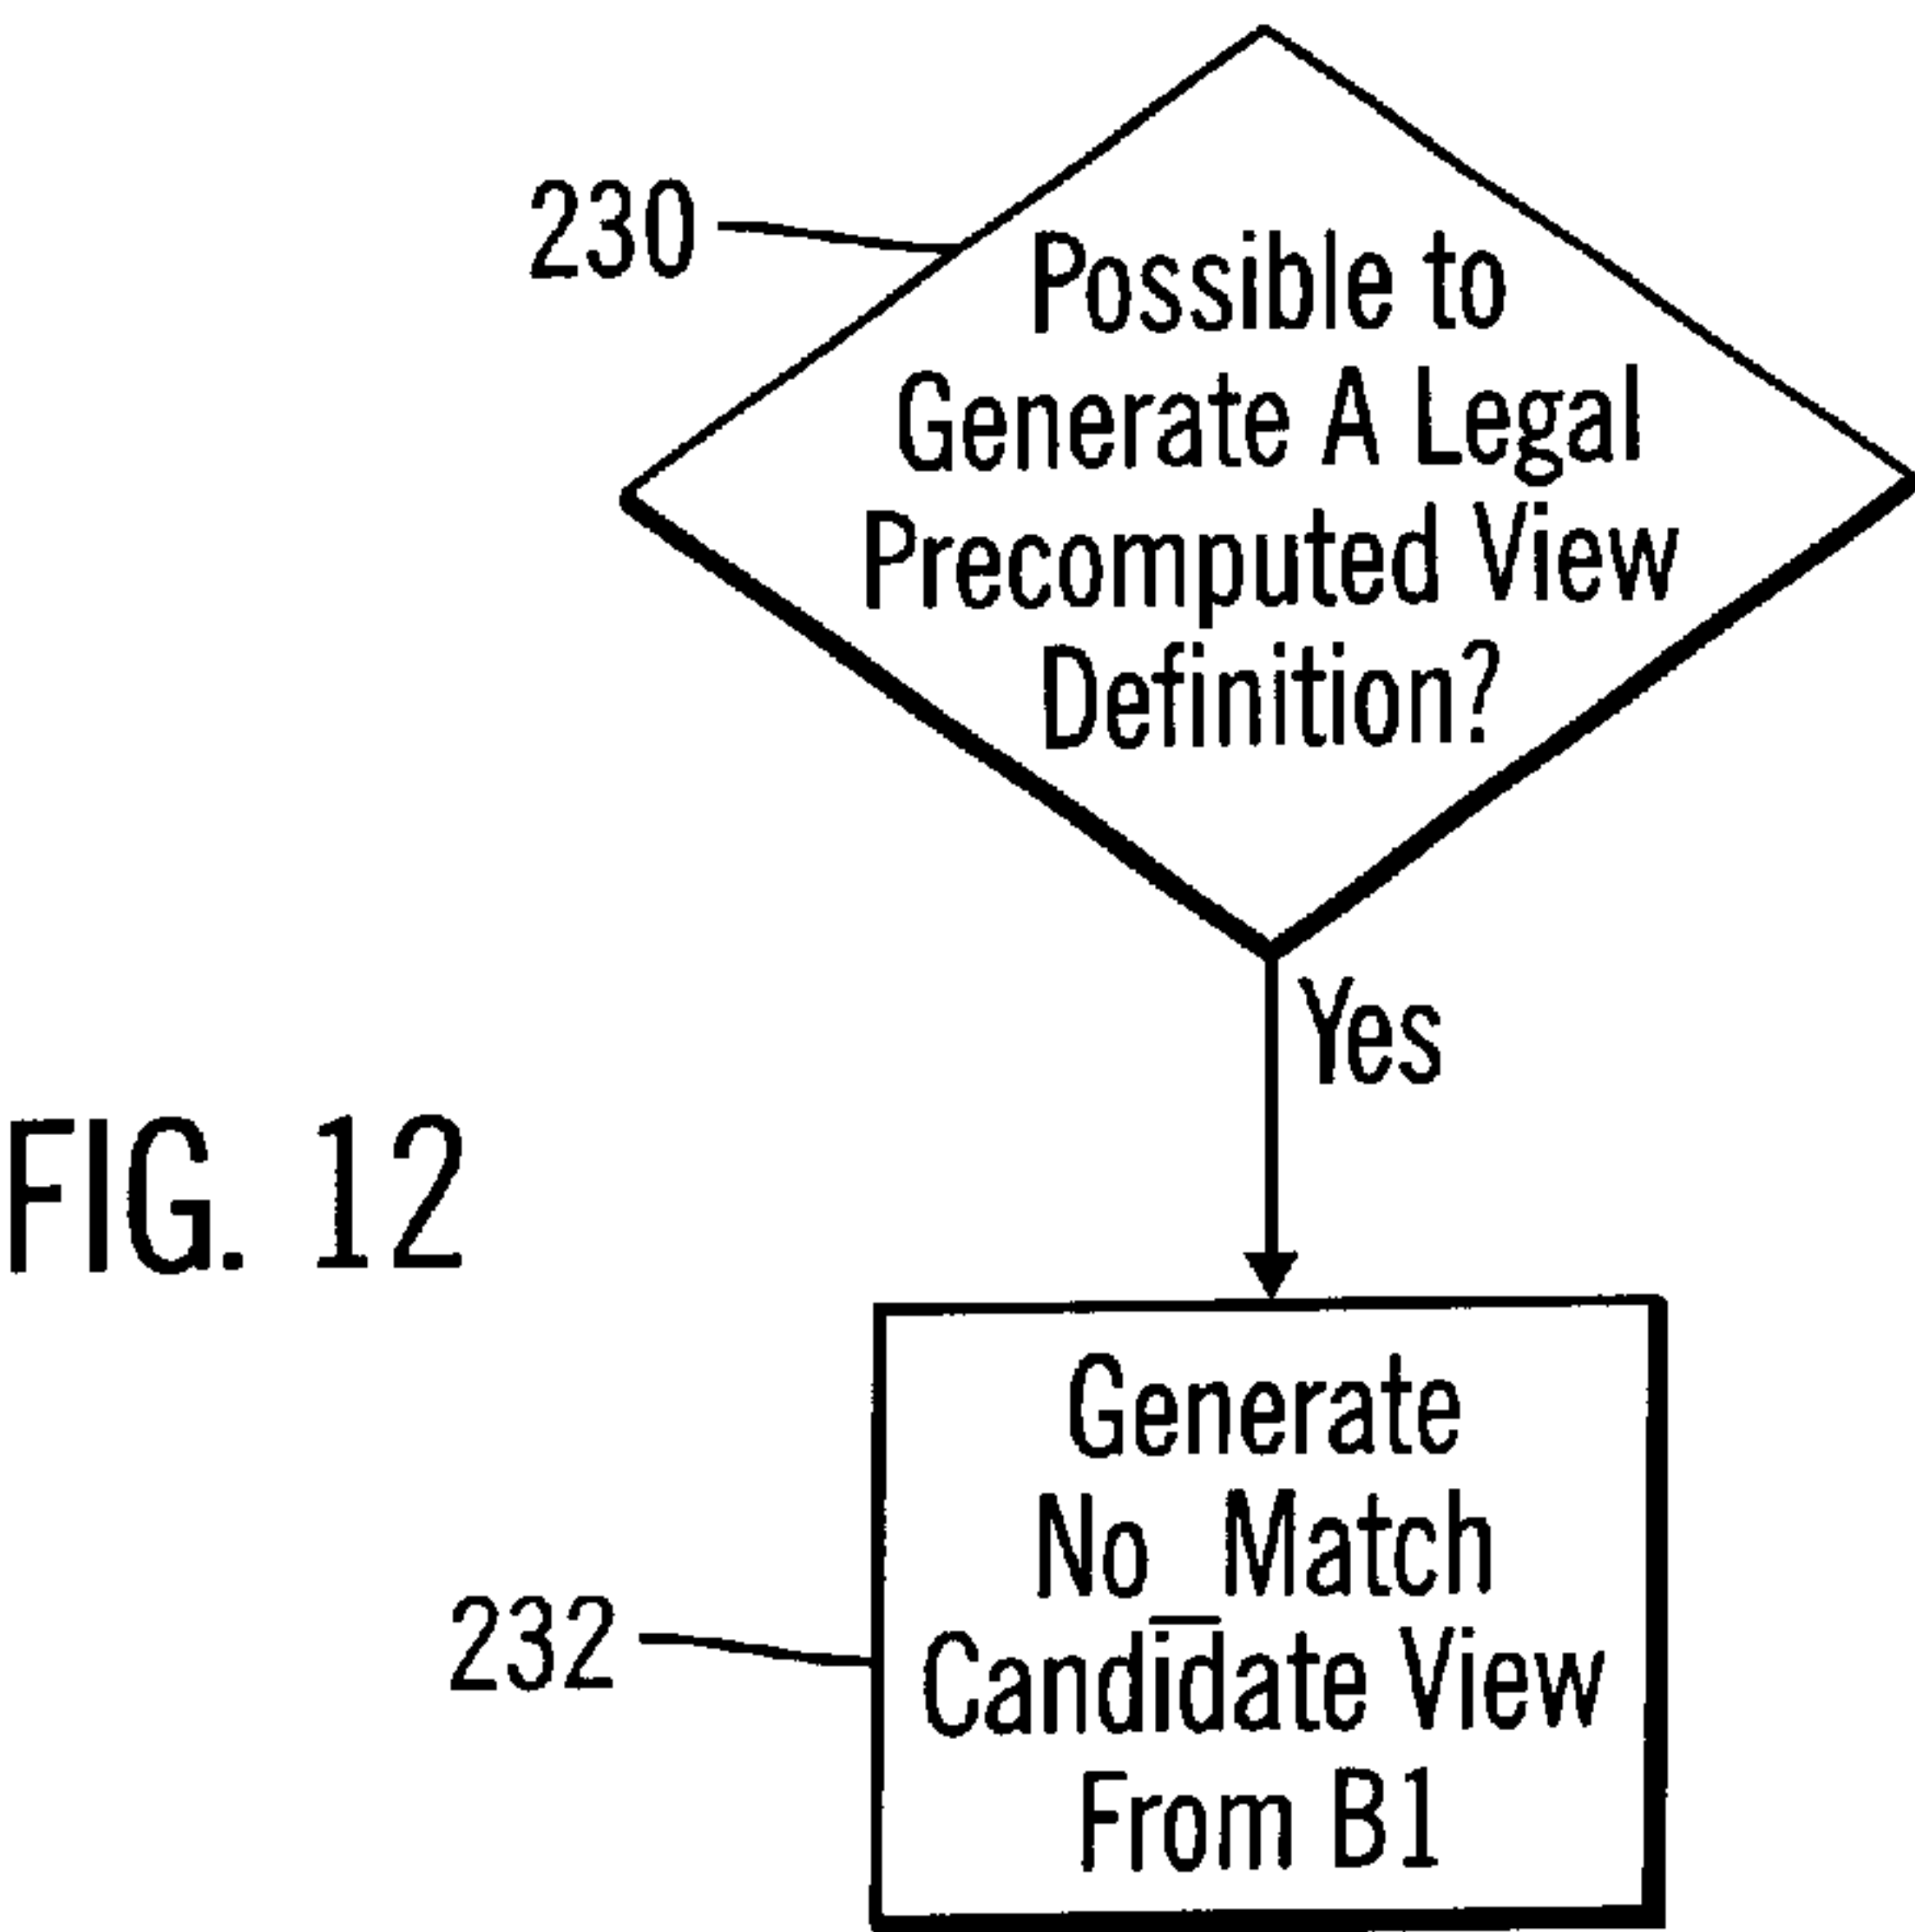 230
Possible to
Generate A Legal
Precomputed View
Definition?
Yes
FIG. 12
Generate
No_Match
232
Candidate View
From B1